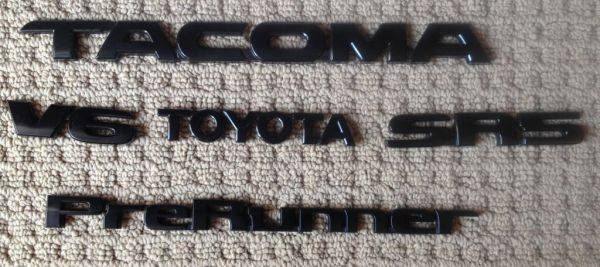 TACOMA
V6 TOYOTA SR5
PreRunner